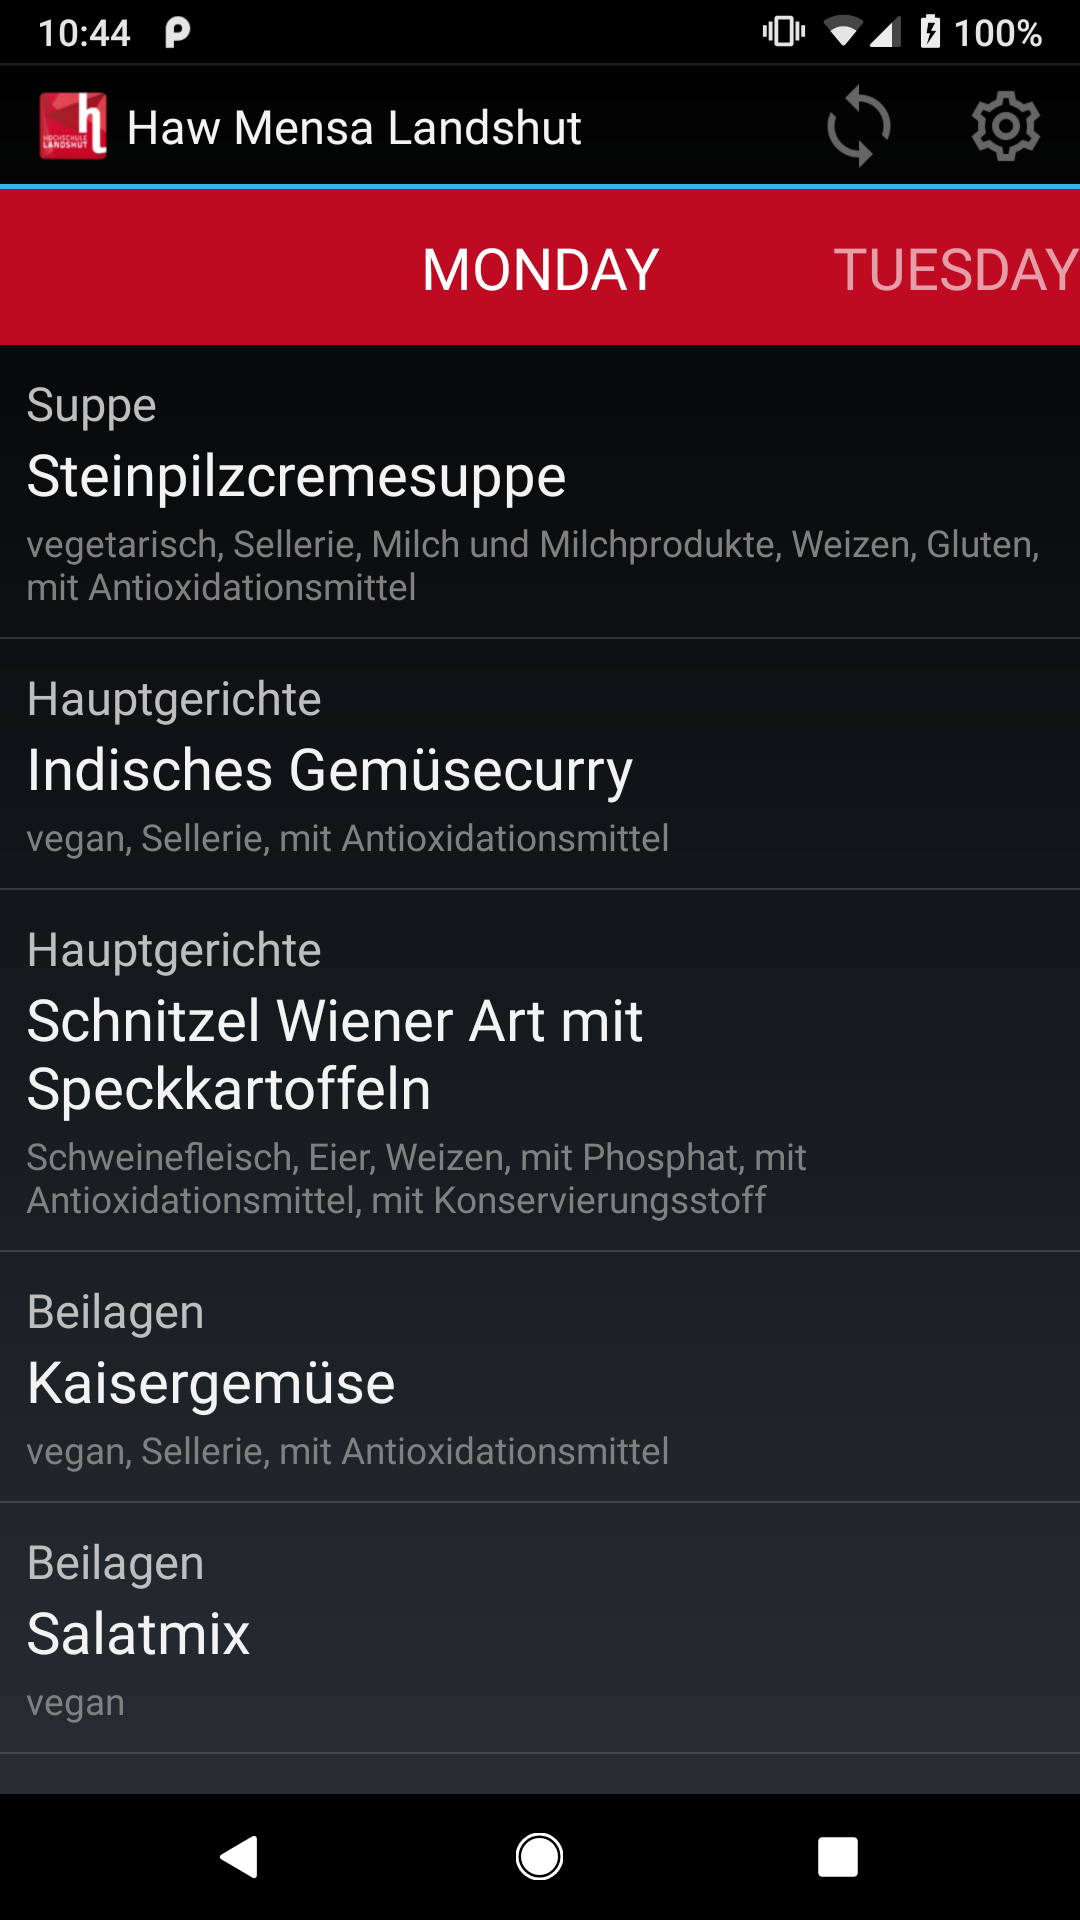 10:44
100%
HOCHSCHULE
LANDSHUT
Haw Mensa Landshut
MONDAY
TUESDAY
Suppe
Steinpilzcremesuppe
vegetarisch, Sellerie, Milch und Milchprodukte, Weizen, Gluten,
mit Antioxidationsmittel
Hauptgerichte
Indisches Gemüsecurry
vegan, Sellerie, mit Antioxidationsmittel
Hauptgerichte
Schnitzel Wiener Art mit
Speckkartoffeln
Schweinefleisch, Eier, Weizen, mit Phosphat, mit
Antioxidationsmittel, mit Konservierungsstoff
Beilagen
Kaisergemüse
vegan, Sellerie, mit Antioxidationsmittel
Beilagen
Salatmix
vegan